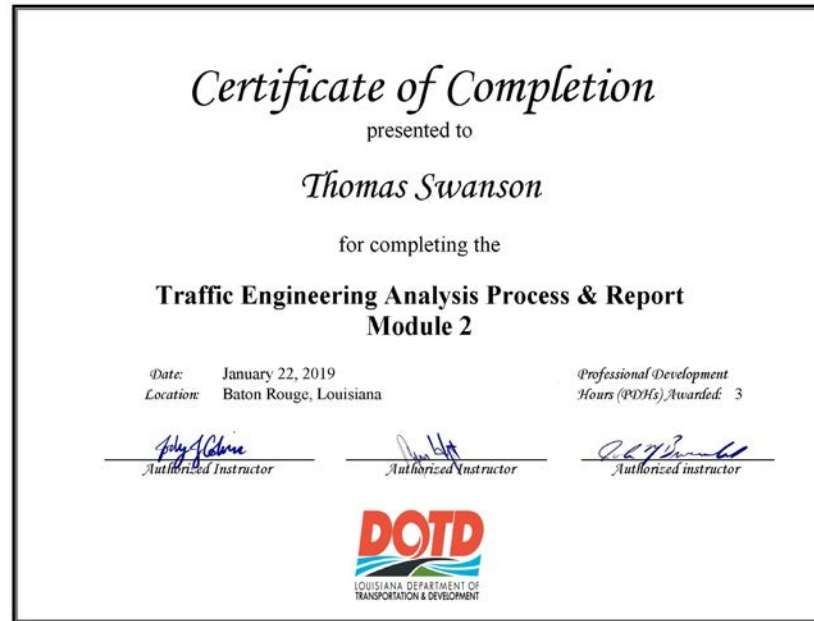 Certificate of Completion
presented to
Thomas Swanson
for completing the
Traffic Engineering Analysis Process & Report
Module 2
Date: January 22, 2019
Location: Baton Rouge, Louisiana
Professional Development
Hours (PDHs) Awarded: 3
Authorized Instructor
Authorized Instructor
Authorized instructor
DOTD
LOUISIANA DEPARTMENT OF
TRANSPORTATION & DEVELOPMENT